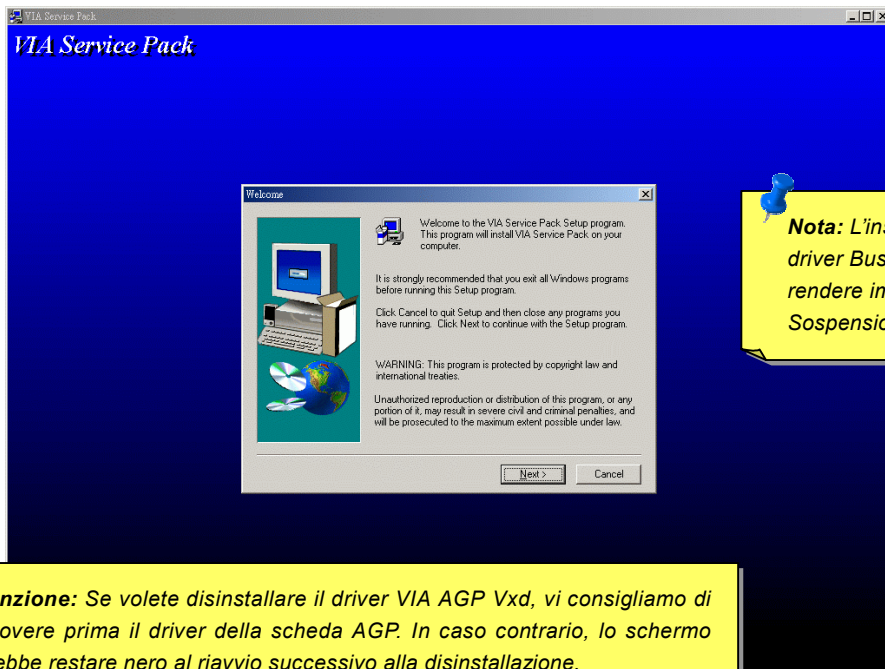 VIA Service Pack
VIA Service Pack
Welcome
Welcome to the VIA Service Pack Setup program.
This program will install VIA Service Pack on your
computer.
It is strongly recommended that you exit all Windows programs
before running this Setup program.
Click Cancel to quit Setup and then close any programs you
have running. Click Next to continue with the Setup program.
WARNING: This program is protected by copyright law and
international treaties.
Unauthorized reproduction or distribution of this program, or any
portion of it, may result in severe civil and criminal penalties, and
will be prosecuted to the maximum extent possible under law.
Next >
Cancel
Nota: L'ins
driver Bus
rendere im
Sospensio
nzione: Se volete disinstallare il driver VIA AGP Vxd, vi consigliamo di
overe prima il driver della scheda AGP. In caso contrario, lo schermo
ebbe restare nero al riavvio successivo alla disinstallazione.